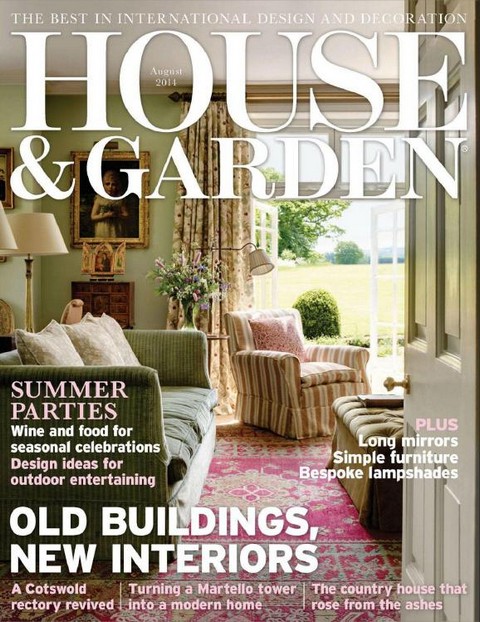 THE BEST IN INTERNATIONAL DESIGN AND DECORATION
HOUSE
August
2014
& GARDEN®
SUMMER
PARTIES
Wine and food for
seasonal celebrations
Design ideas for
outdoor entertaining
PLUS
Long mirrors
Simple furniture
Bespoke lampshades
OLD BUILDINGS,
NEW INTERIORS
A Cotswold
rectory revived
Turning a Martello tower
into a modern home
The country house that
rose from the ashes